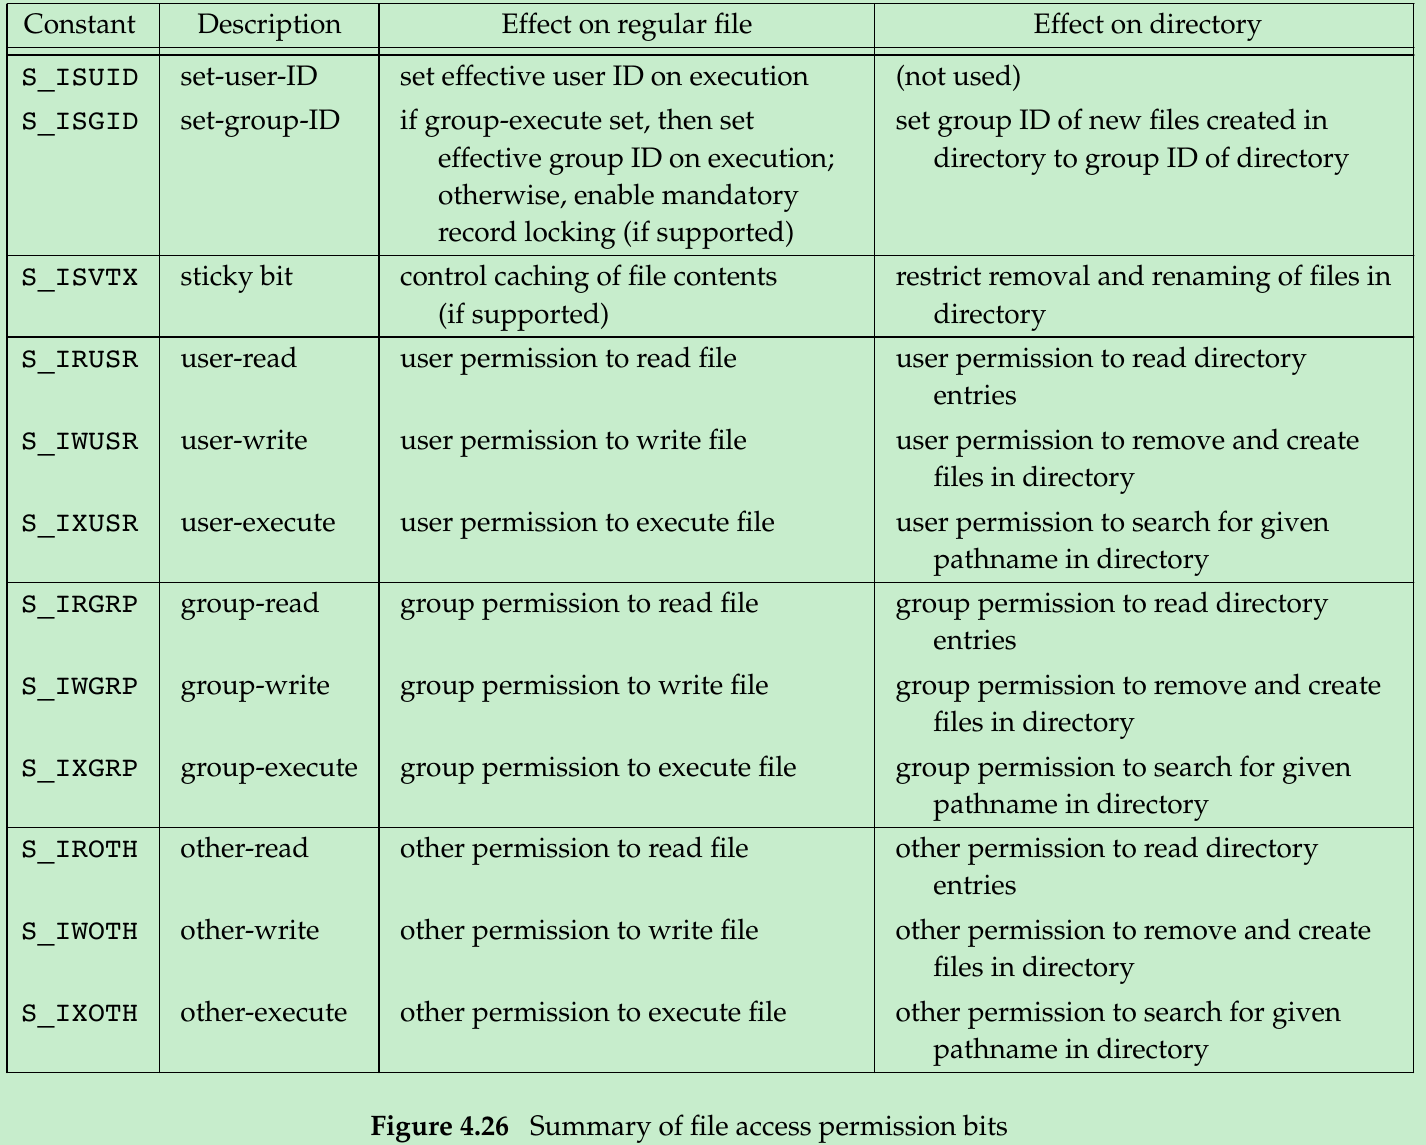 Constant Description Effect on regular file Effect on directory
S_ISUID set-user-ID set effective user ID on execution (not used)
S_ISGID set-group-ID if group-execute set, then set set group ID of new files created in
effective group ID on execution; directory to group ID of directory
otherwise, enable mandatory
record locking (if supported)
S_ISVTX sticky bit control caching of file contents restrict removal and renaming of files in
(if supported) directory
S_IRUSR user-read user permission to read file user permission to read directory
entries
S_IWUSR user-write user permission to write file user permission to remove and create
files in directory
S_IXUSR user-execute user permission to execute file user permission to search for given
pathname in directory
S_IRGRP group-read group permission to read file group permission to read directory
entries
S_IWGRP group-write group permission to write file group permission to remove and create
files in directory
S_IXGRP group-execute group permission to execute file group permission to search for given
pathname in directory
S_IROTH other-read other permission to read file other permission to read directory
entries
S_IWOTH other-write other permission to write file other permission to remove and create
files in directory
S_IXOTH other-execute other permission to execute file other permission to search for given
pathname in directory
Figure 4.26 Summary of file access permission bits